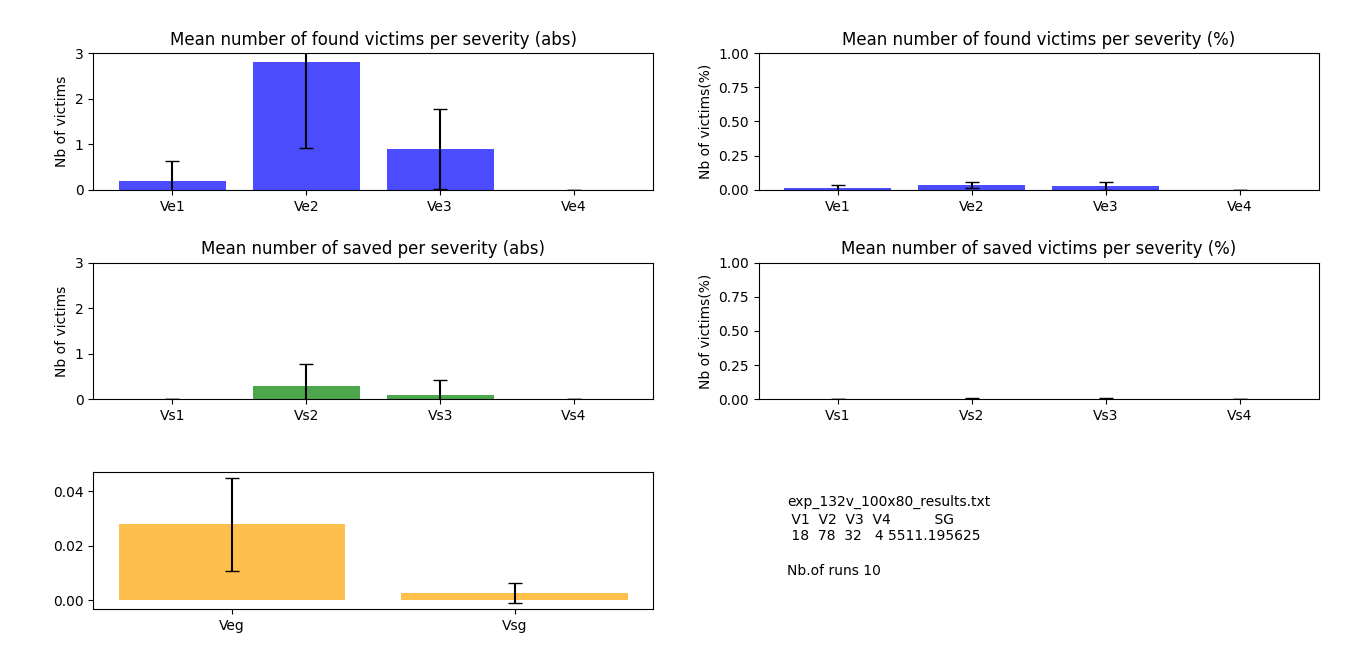 Mean number of found victims per severity (abs)
Nb of victims
3
2
1
0
Ve1 Ve2 Ve3 Ve4
Mean number of found victims per severity (%)
Nb of victims(%)
1.00
0.75
0.50
0.25
0.00
Ve1 Ve2 Ve3 Ve4
Mean number of saved per severity (abs)
Nb of victims
3
2
1
0
Vs1 Vs2 Vs3 Vs4
Mean number of saved victims per severity (%)
Nb of victims(%)
1.00
0.75
0.50
0.25
0.00
Vs1 Vs2 Vs3 Vs4
0.04
0.02
0.00
Veg Vsg
exp_132v_100x80_results.txt
V1 V2 V3 V4 SG
18 78 32 4 5511.195625
Nb.of runs 10